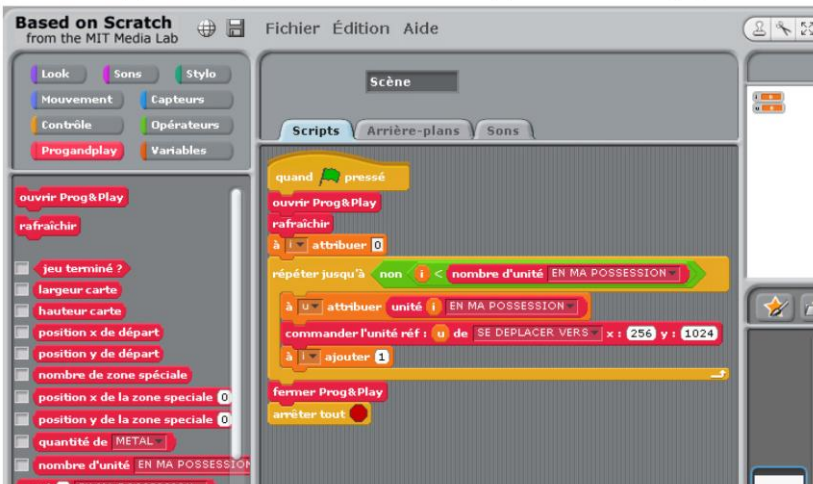 Based on Scratch
from the MIT Media Lab
Fichier Édition Aide
Look Sons Stylo
Mouvement Capteurs
Contrôle Opérateurs
Progandplay Variables
ouvrir Prog&Play
rafraîchir
jeu terminé ?
largeur carte
hauteur carte
position x de départ
position y de départ
nombre de zone spéciale
position x de la zone speciale 0
position y de la zone speciale 0
quantité de METAL
nombre d'unité EN MA POSSESSION
Scène
Scripts Arrière-plans Sons
quand pressé
ouvrir Prog&Play
rafraîchir
à i attribuer 0
répéter jusqu'à non i < nombre d'unité EN MA POSSESSION
à u attribuer unité i EN MA POSSESSION
commander l'unité réf : u de SE DEPLACER VERS x : 256 y : 1024
à i ajouter 1
fermer Prog&Play
arrêter tout